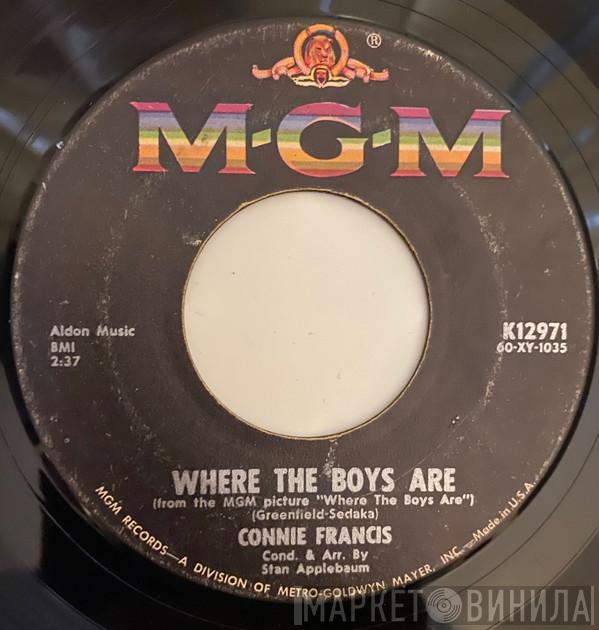 ®
M-G-M
Aldon Music
BMI
2:37
K12971
60-XY-1035
WHERE THE BOYS ARE
(from the MGM picture "Where The Boys Are")
(Greenfield-Sedaka)
CONNIE FRANCIS
Cond. & Arr. By
Stan Applebaum
MGM RECORDS—A DIVISION OF METRO-GOLDWYN MAYER, INC.—Made in U.S.A.
МАРКЕТ ВИНИЛА